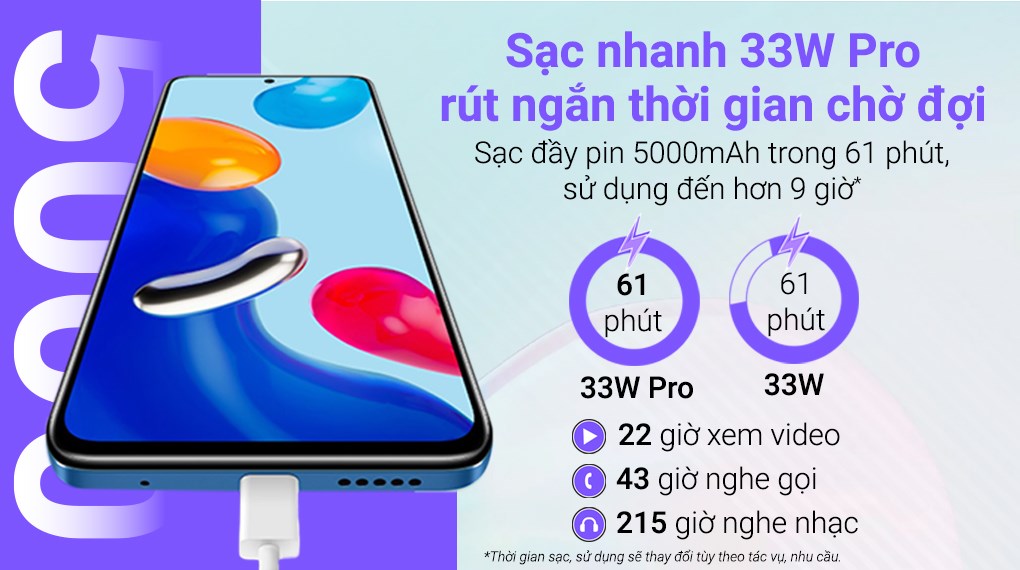 5000
Sạc nhanh 33W Pro
rút ngắn thời gian chờ đợi
Sạc đầy pin 5000mAh trong 61 phút,
sử dụng đến hơn 9 giờ*
61
phút
33W Pro
61
phút
33W
22 giờ xem video
43 giờ nghe gọi
215 giờ nghe nhạc
*Thời gian sạc, sử dụng sẽ thay đổi tùy theo tác vụ, nhu cầu.